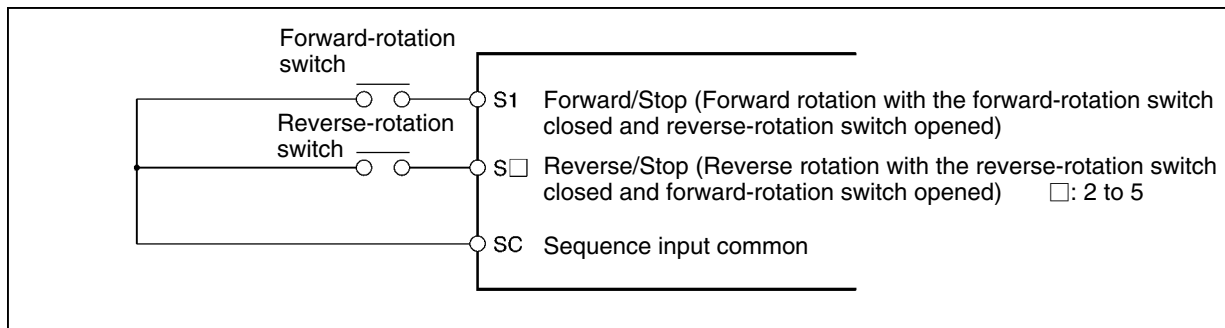 Forward-rotation
switch
S1 Forward/Stop (Forward rotation with the forward-rotation switch
closed and reverse-rotation switch opened)
Reverse-rotation
switch
S□ Reverse/Stop (Reverse rotation with the reverse-rotation switch
closed and forward-rotation switch opened) □: 2 to 5
SC Sequence input common